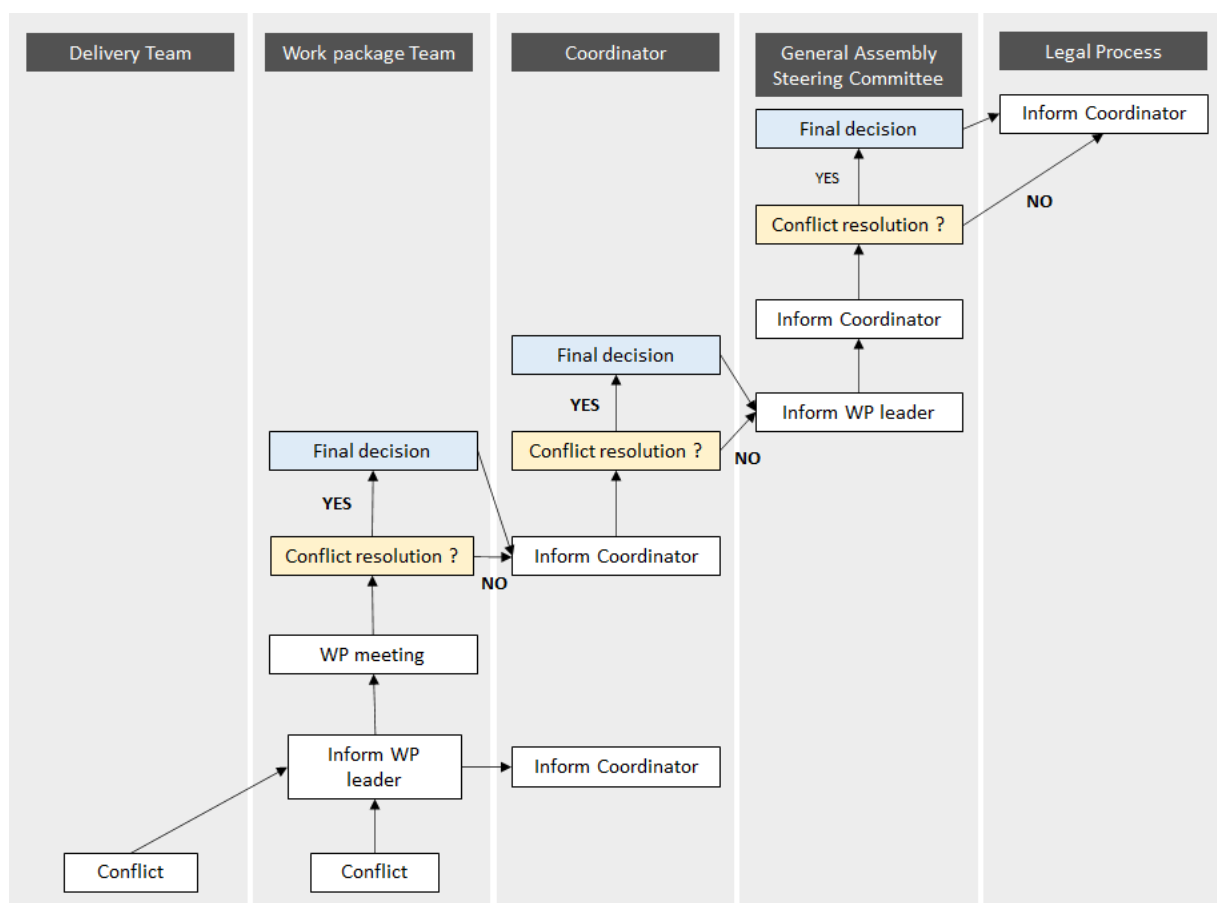 Delivery Team
Work package Team
Coordinator
General Assembly
Steering Committee
Legal Process
Final decision
Inform Coordinator
YES
Conflict resolution ?
NO
Inform Coordinator
Final decision
YES
Inform WP leader
Conflict resolution ?
NO
Final decision
YES
Conflict resolution ?
NO
Inform Coordinator
WP meeting
Inform WP
leader
Inform Coordinator
Conflict
Conflict